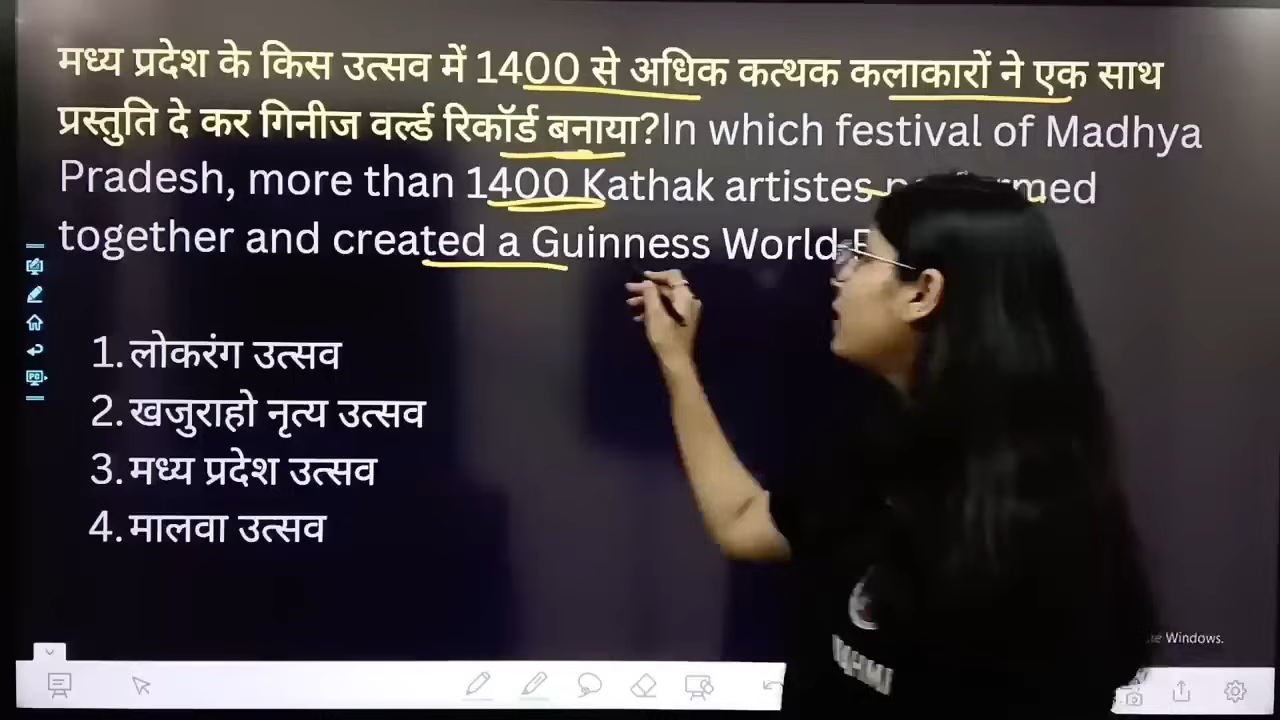 मध्य प्रदेश के किस उत्सव में 1400 से अधिक कत्थक कलाकारों ने एक साथ
प्रस्तुति दे कर गिनीज वर्ल्ड रिकॉर्ड बनाया?In which festival of Madhya
Pradesh, more than 1400 Kathak artistes performed
together and created a Guinness World
1. लोकरंग उत्सव
2. खजुराहो नृत्य उत्सव
3. मध्य प्रदेश उत्सव
4. मालवा उत्सव
Windows.